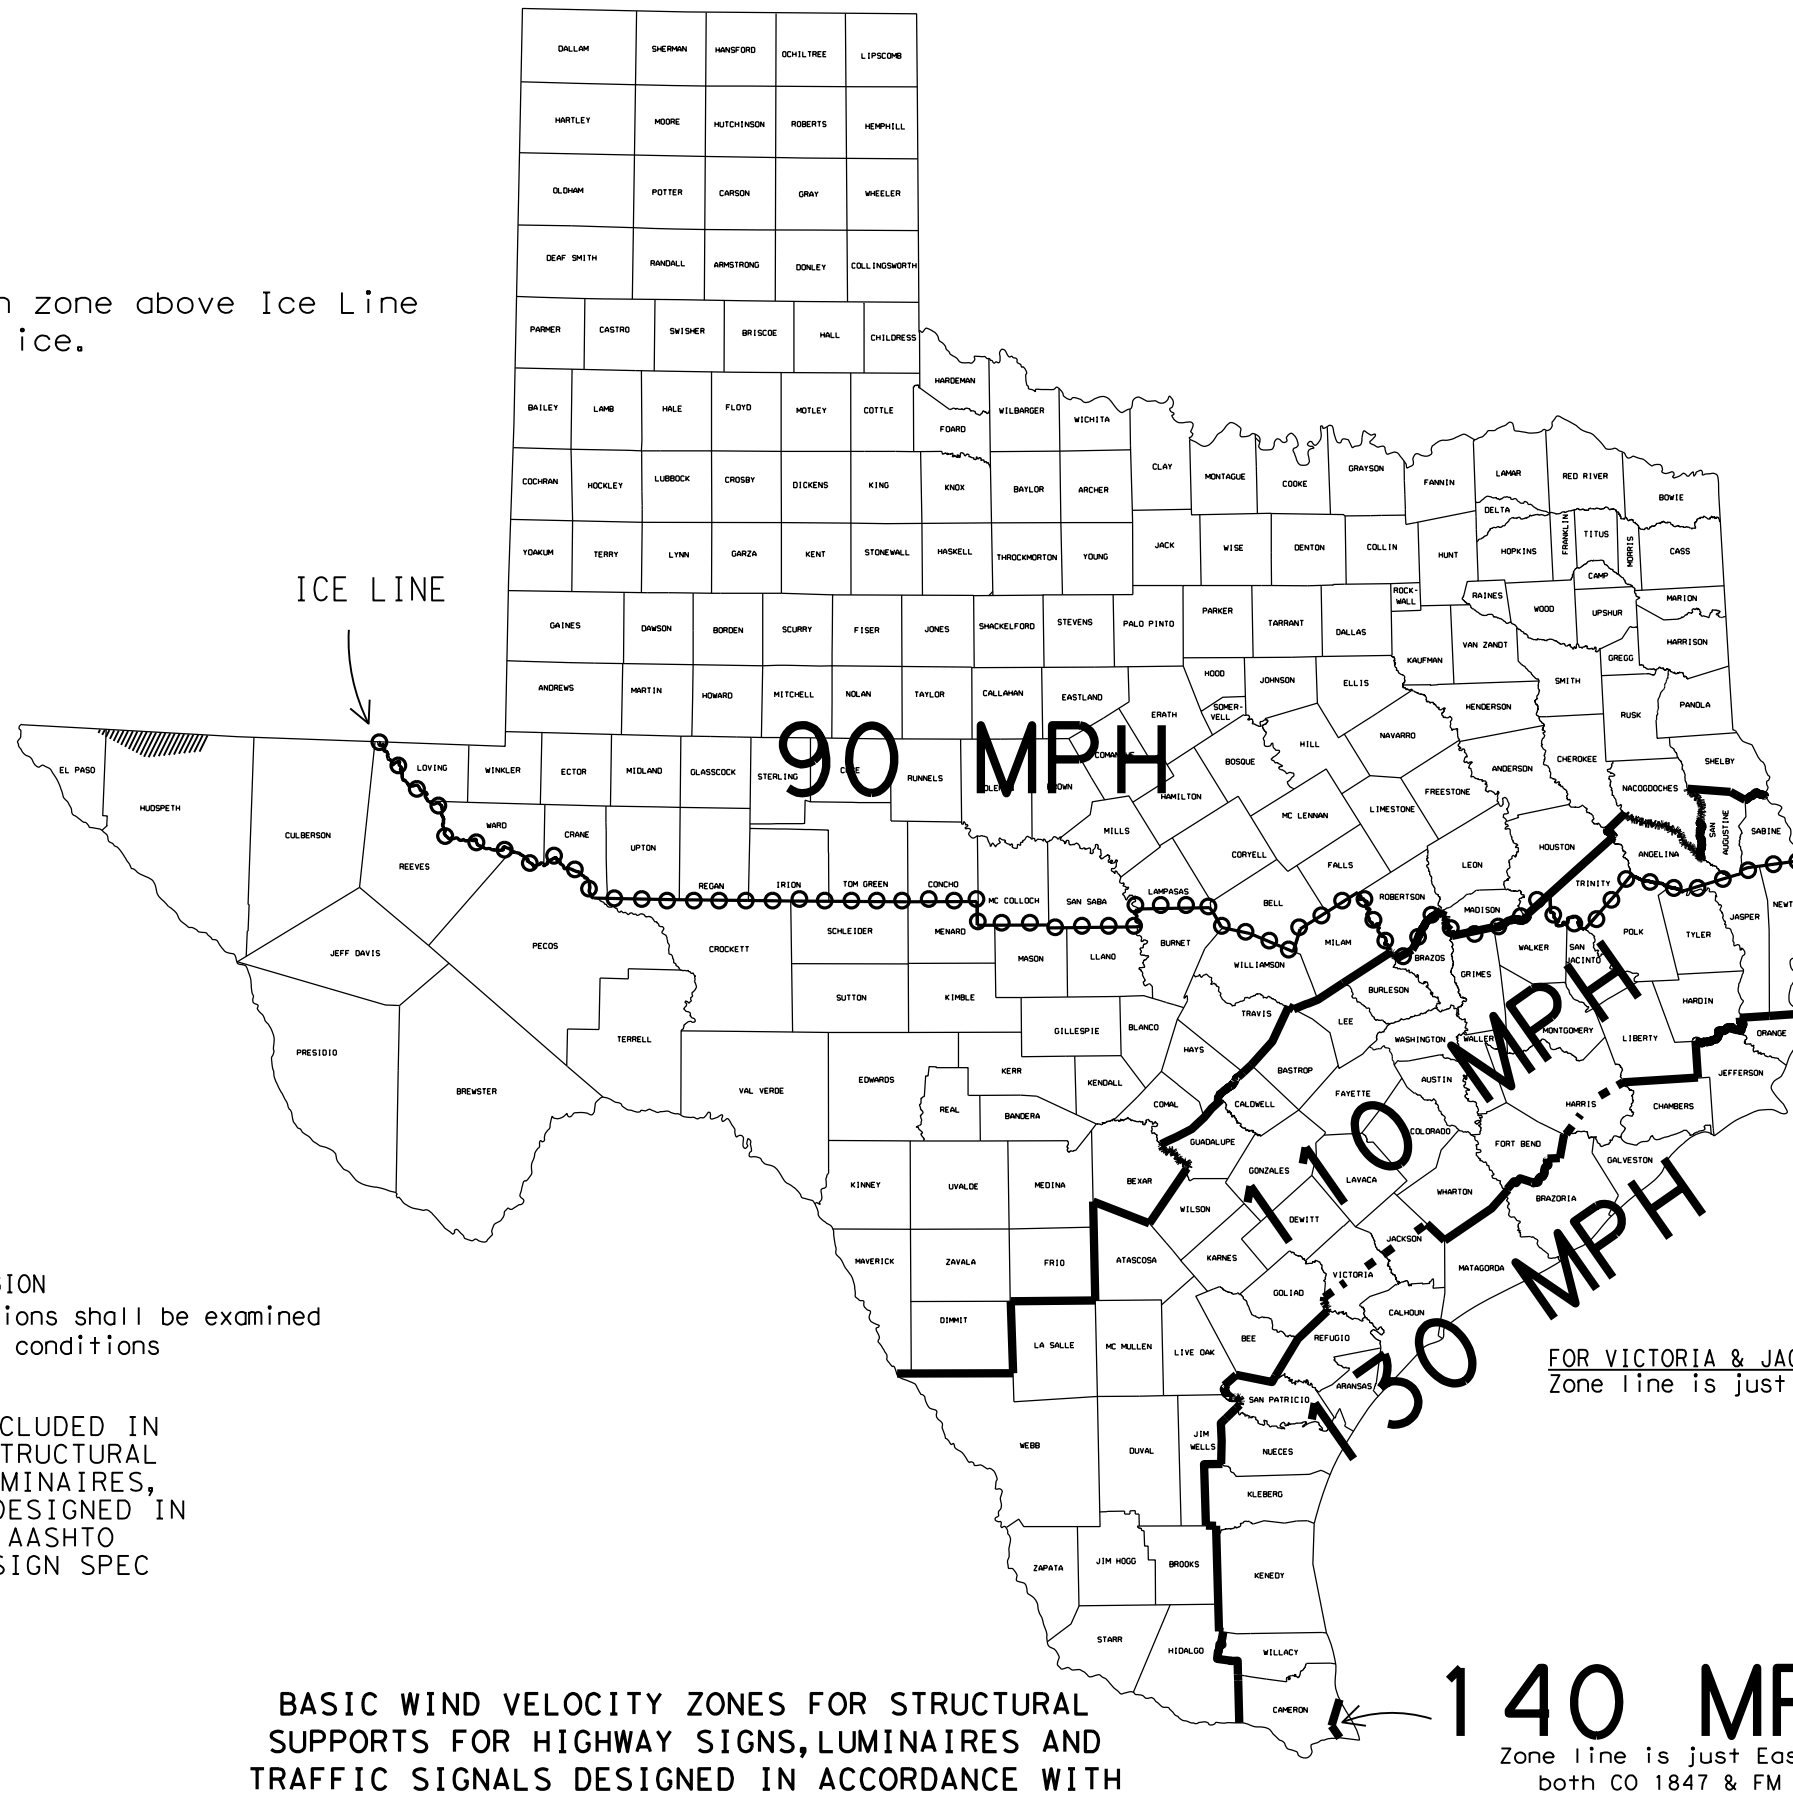 DALLAM SHERMAN HANSFORD OCHILTREE LIPSCOMB
HARTLEY MOORE HUTCHINSON ROBERTS HEMPHILL
OLDHAM POTTER CARSON GRAY WHEELER
DEAF SMITH RANDALL ARMSTRONG DONLEY COLLINGSWORTH
zone above Ice Line
ice.
PARMER CASTRO SWISHER BRISCOE HALL CHILDRESS
HARDEMAN
BAILEY LAMB HALE FLOYD MOTLEY COTTLE FOARD WILBARGER WICHITA
CLAY MONTAGUE COOKE GRAYSON FANNIN LAMAR RED RIVER BOWIE
COCHRAN HOCKLEY LUBBOCK CROSBY DICKENS KING KNOX BAYLOR ARCHER
DELTA
YOAKUM TERRY LYNN GARZA KENT STONEWALL HASKELL THROCKMORTON YOUNG JACK WISE DENTON COLLIN HUNT HOPKINS FRANKLIN TITUS MORRIS CASS
CAMP
ICE LINE
ROCK-
WALL
RAINES WOOD UPSHUR MARION
GAINES DAWSON BORDEN SCURRY FISER JONES SHACKELFORD STEVENS PALO PINTO PARKER TARRANT DALLAS
KAUFMAN VAN ZANDT GREGG HARRISON
ANDREWS MARTIN HOWARD MITCHELL NOLAN TAYLOR CALLAHAN EASTLAND HOOD JOHNSON ELLIS SMITH
ERATH
SOMER-
VELL
HENDERSON RUSK PANOLA
90 MPH
HILL NAVARRO
EL PASO HUDSPETH CULBERSON LOVING WINKLER ECTOR MIDLAND GLASSCOCK STERLING RUNNELS BOSQUE ANDERSON CHEROKEE SHELBY
HAMILTON FREESTONE NACOGDOCHES
REEVES WARD CRANE UPTON MILLS MC LENNAN LIMESTONE
SAN
AUGUSTINE
SABINE
CORYELL FALLS LEON HOUSTON ANGELINA
REGAN IRION TOM GREEN CONCHO MC COLLOCH SAN SABA LAMPASAS BELL ROBERTSON MADISON TRINITY
JASPER
JEFF DAVIS PECOS CROCKETT SCHLEIDER MENARD MASON LLANO BURNET WILLIAMSON MILAM BRAZOS WALKER
SAN
JACINTO
POLK TYLER
GRIMES
SUTTON KIMBLE BURLESON HARDIN
TRAVIS LEE
PRESIDIO TERRELL GILLESPIE BLANCO HAYS WASHINGTON WALLER MONTGOMERY LIBERTY ORANGE
BREWSTER VAL VERDE EDWARDS KERR KENDALL BASTROP FAYETTE AUSTIN JEFFERSON
REAL BANDERA COMAL CALDWELL HARRIS CHAMBERS
110 MPH
GUADALUPE COLORADO FORT BEND GALVESTON
KINNEY UVALDE MEDINA BEXAR GONZALES LAVACA WHARTON BRAZORIA
WILSON DEWITT
MAVERICK ZAVALA FRIO ATASCOSA KARNES JACKSON MATAGORDA
VICTORIA
GOLIAD CALHOUN
130 MPH
DIMMIT LA SALLE MC MULLEN LIVE OAK BEE REFUGIO
ARANSAS
SAN PATRICIO
shall be examined
conditions
FOR VICTORIA &
Zone line is just
WEBB DUVAL
JIM
WELLS
NUECES
KLEBERG
IN
DESIGNED IN
AASHTO
SPEC
ZAPATA JIM HOGG BROOKS KENEDY
STARR HIDALGO WILLACY
CAMERON
140
Zone line is just
both CO 1847 & FM
BASIC WIND VELOCITY ZONES FOR STRUCTURAL
SUPPORTS FOR HIGHWAY SIGNS, LUMINAIRES AND
TRAFFIC SIGNALS DESIGNED IN ACCORDANCE WITH